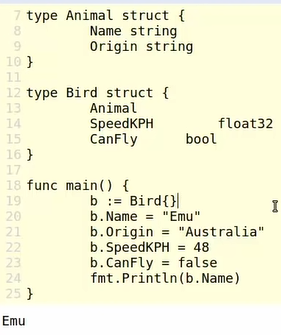 7 type Animal struct {
8         Name string
9         Origin string
10 }
11
12 type Bird struct {
13         Animal
14         SpeedKPH        float32
15         CanFly      bool
16 }
17
18 func main() {
19         b := Bird{}
20         b.Name = "Emu"
21         b.Origin = "Australia"
22         b.SpeedKPH = 48
23         b.CanFly = false
24         fmt.Println(b.Name)
25 }
Emu